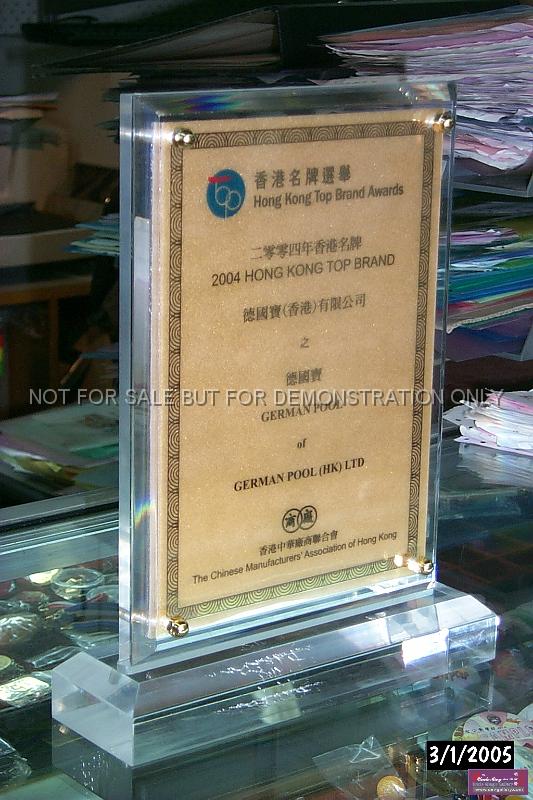 香港名牌選舉
Hong Kong Top Brand Awards
二零零四年香港名牌
2004 HONG KONG TOP BRAND
德國寶(香港)有限公司
之
德國寶
NOT FOR SALE BUT FOR DEMONSTRATION ONLY
GERMAN POOL
of
GERMAN POOL (HK) LTD
香港中華廠商聯合會
The Chinese Manufacturers' Association of Hong Kong
3/1/2005